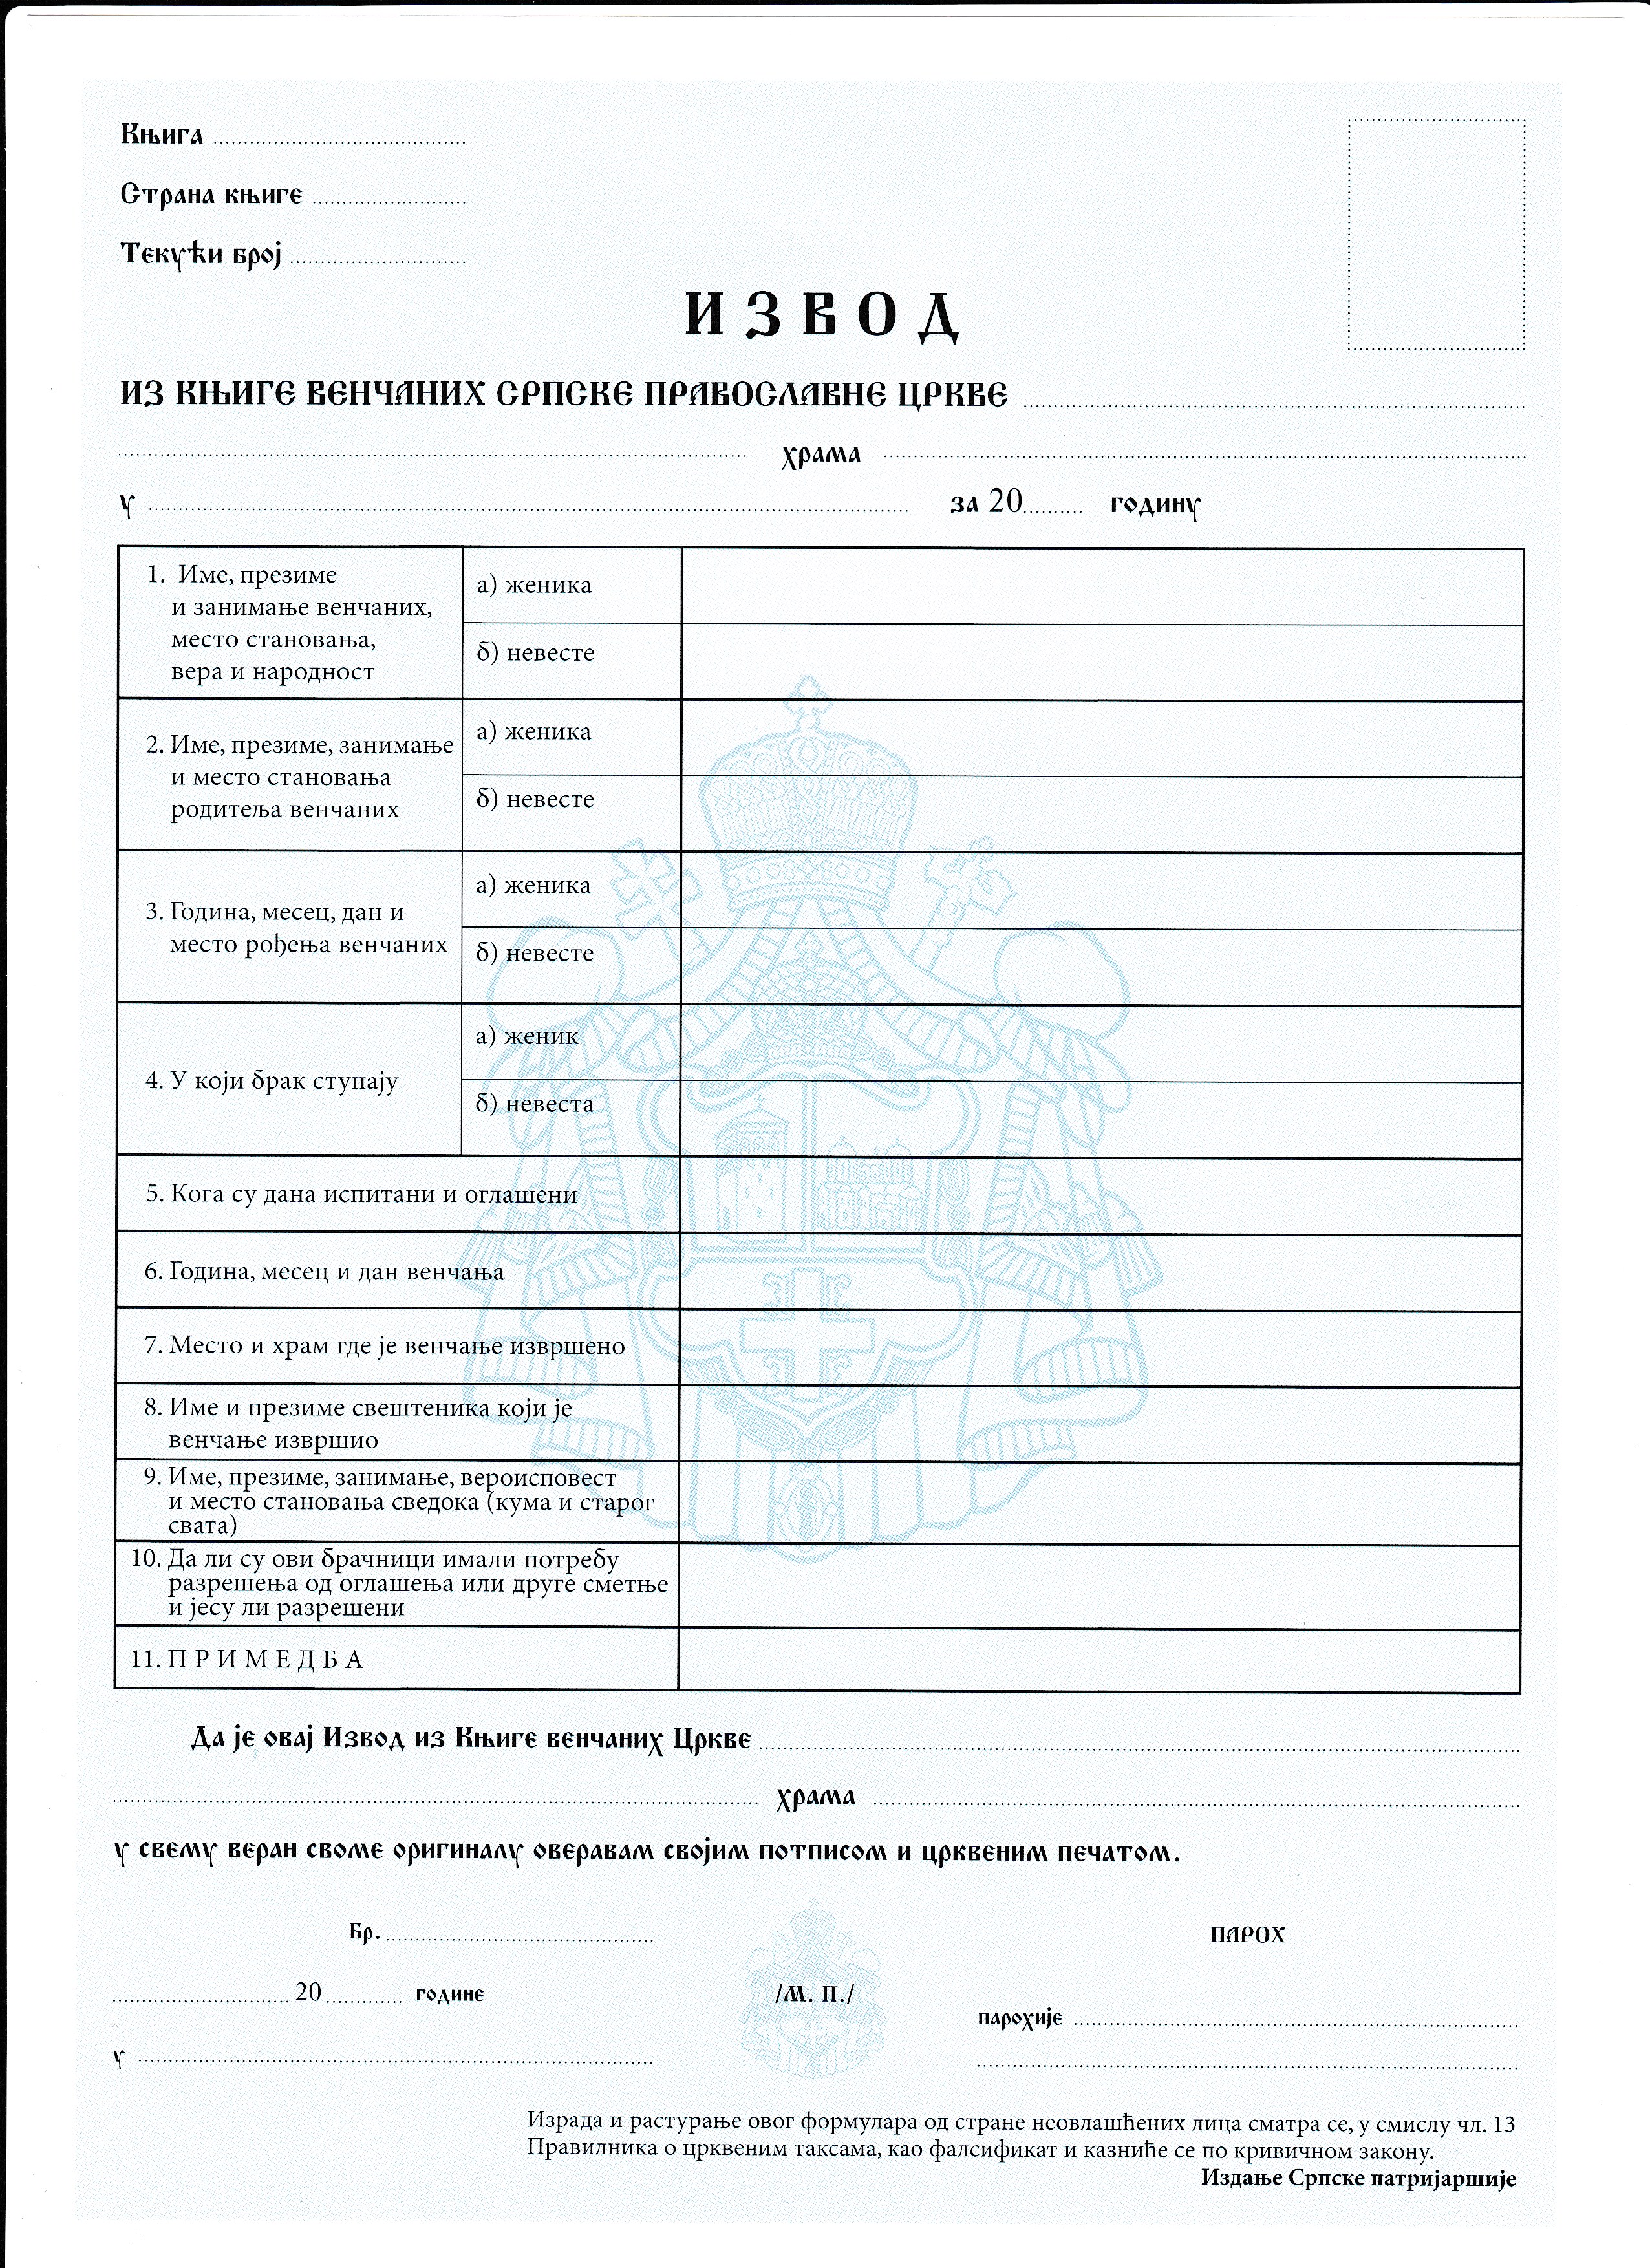 Књига
Страна књиге
Текући број
ИЗВОД
ИЗ КЊИГЕ ВЕНЧАНИХ СРПСКЕ ПРАВОСЛАВНЕ ЦРКВЕ
храма
у за 20 годину
1. Име, презиме
и занимање венчаних,
место становања,
вера и народност
а) женика
б) невесте
2. Име, презиме, занимање
и место становања
родитеља венчаних
а) женика
б) невесте
3. Година, месец, дан и
место рођења венчаних
а) женика
б) невесте
4. У који брак ступају
а) женик
б) невеста
5. Кога су дана испитани и оглашени
6. Година, месец и дан венчања
7. Место и храм где је венчање извршено
8. Име и презиме свештеника који је
венчање извршио
9. Име, презиме, занимање, вероисповест
и место становања сведока (кума и старог
свата)
10. Да ли су ови брачници имали потребу
разрешења од оглашења или друге сметње
и јесу ли разрешени
11. ПРИМЕДБА
Да је овај Извод из Књиге венчаних Цркве
храма
у свему веран своме оригиналу оверавам својим потписом и црквеним печатом.
Бр. ПАРОХ
20 године /М. П./
парохије
у
Израда и растурање овог формулара од стране неовлашћених лица сматра се, у смислу чл. 13
Правилника о црквеним таксама, као фалсификат и казниће се по кривичном закону.
Издање Српске патријаршије